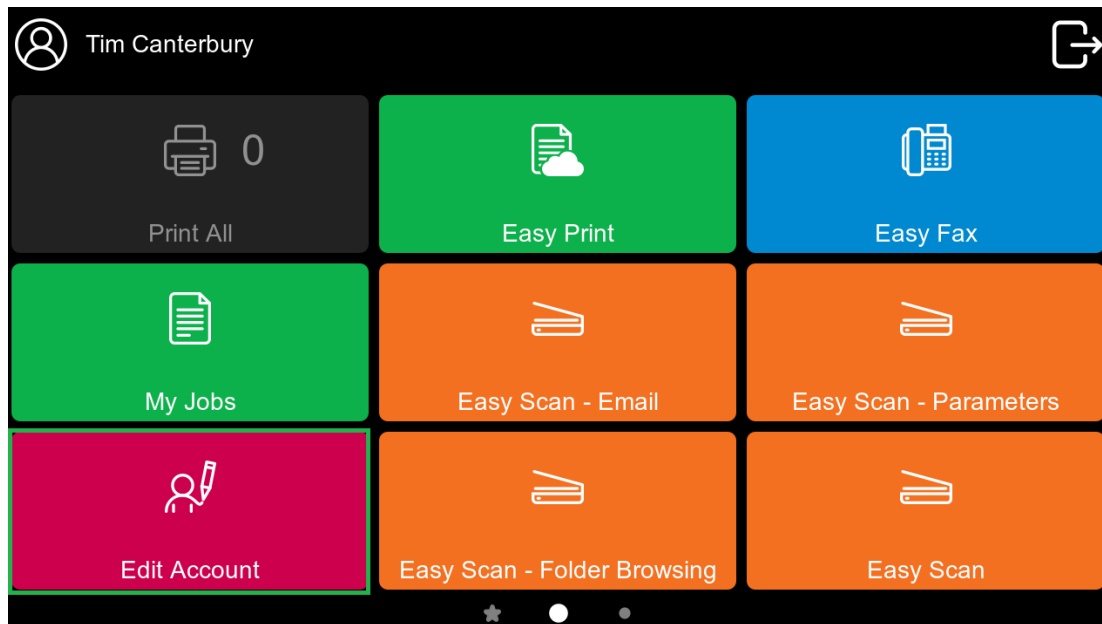 Tim Canterbury
0
Print All
Easy Print
Easy Fax
My Jobs
Easy Scan - Email
Easy Scan - Parameters
Edit Account
Easy Scan - Folder Browsing
Easy Scan